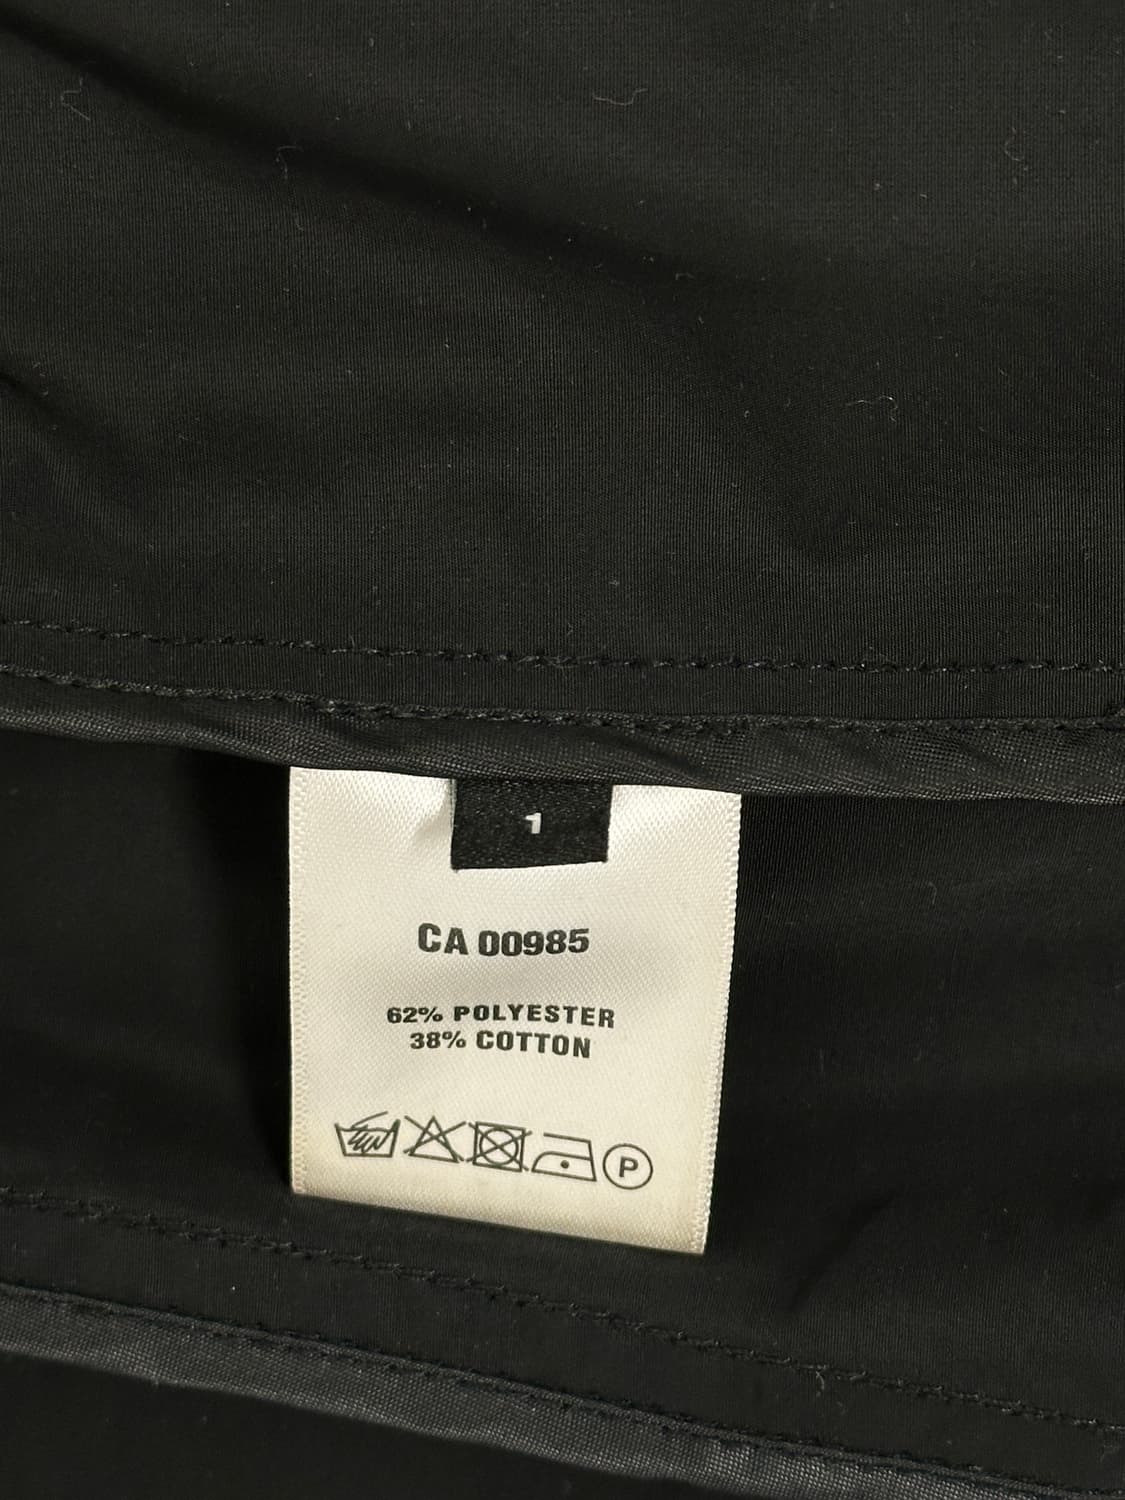 1
CA 00985
62% POLYESTER
38% COTTON
P